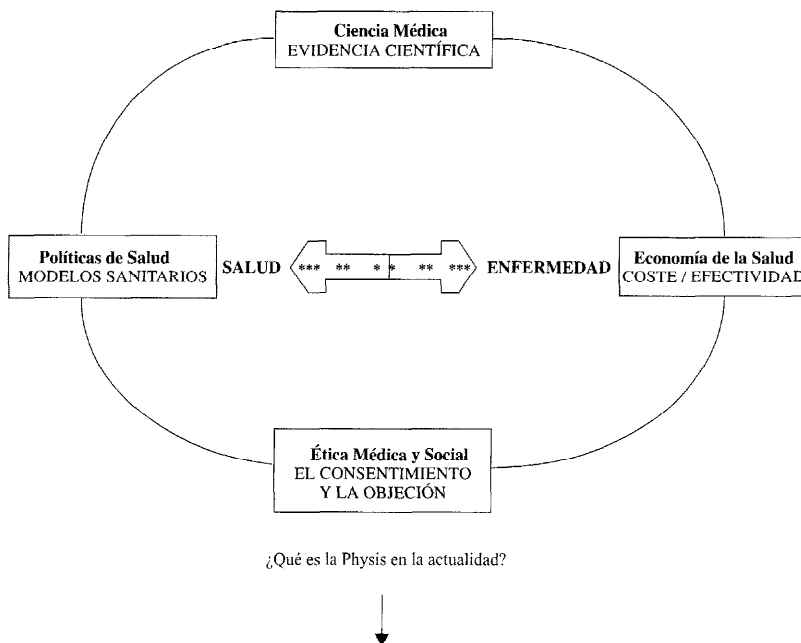 Ciencia Médica
EVIDENCIA CIENTÍFICA
Políticas de Salud
MODELOS SANITARIOS
SALUD
*** ** * * ** ***
ENFERMEDAD
Economía de la Salud
COSTE / EFECTIVIDAD
Ética Médica y Social
EL CONSENTIMIENTO
Y LA OBJECIÓN
¿Qué es la Physis en la actualidad?